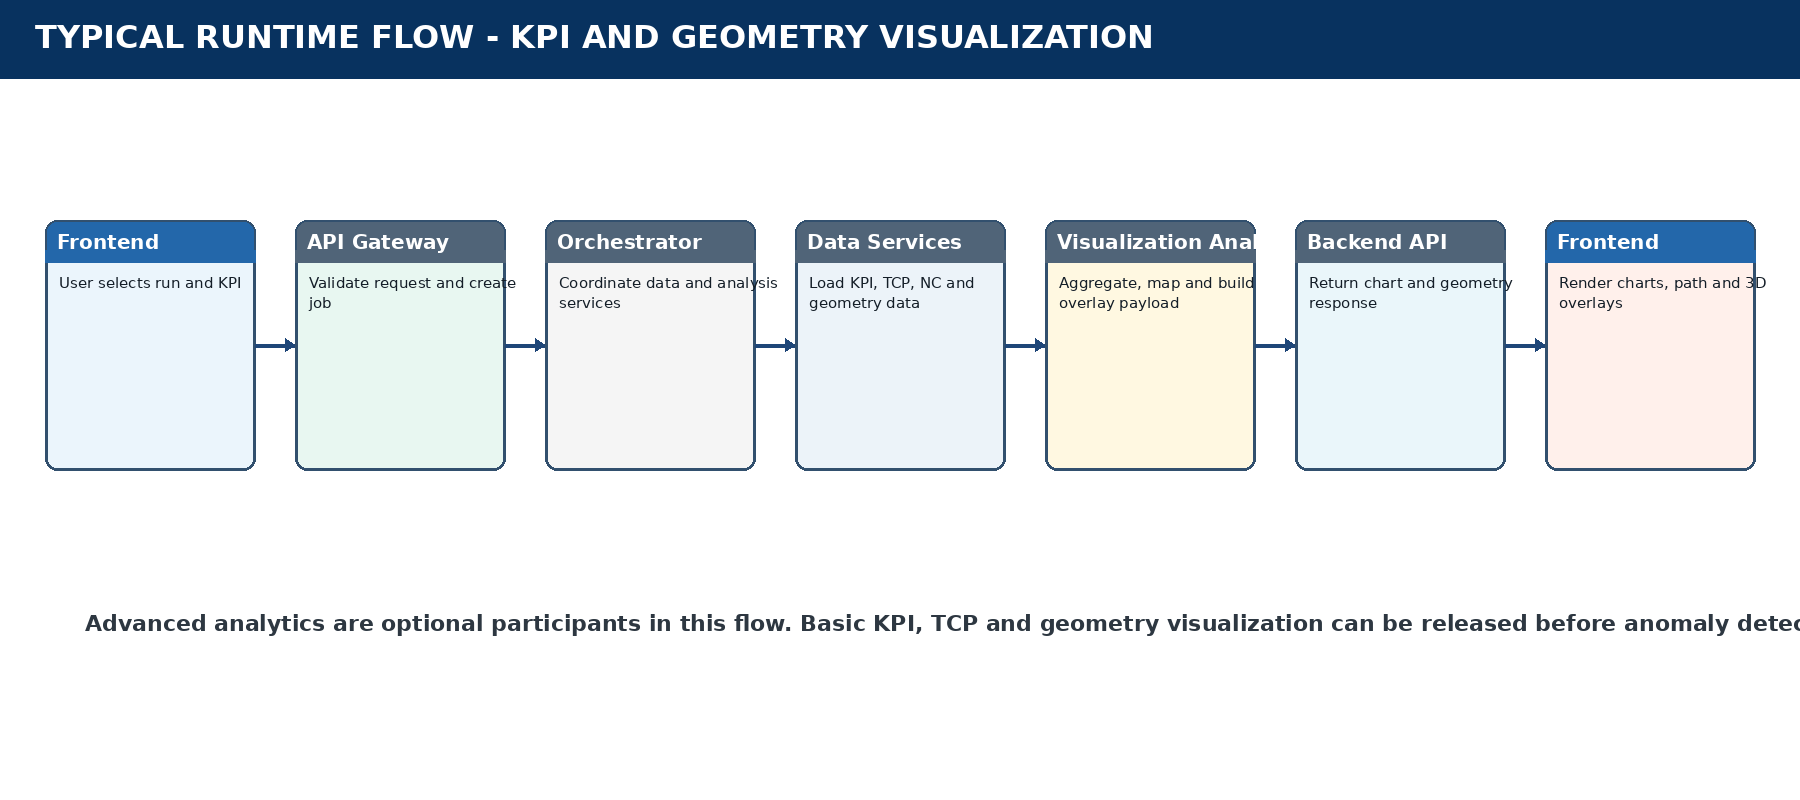 TYPICAL RUNTIME FLOW - KPI AND GEOMETRY VISUALIZATION
Frontend
User selects run and KPI
API Gateway
Validate request and create
job
Orchestrator
Coordinate data and analysis
services
Data Services
Load KPI, TCP, NC and
geometry data
Visualization Anal
Aggregate, map and build
overlay payload
Backend API
Return chart and geometry
response
Frontend
Render charts, path and 3D
overlays
Advanced analytics are optional participants in this flow. Basic KPI, TCP and geometry visualization can be released before anomaly detec